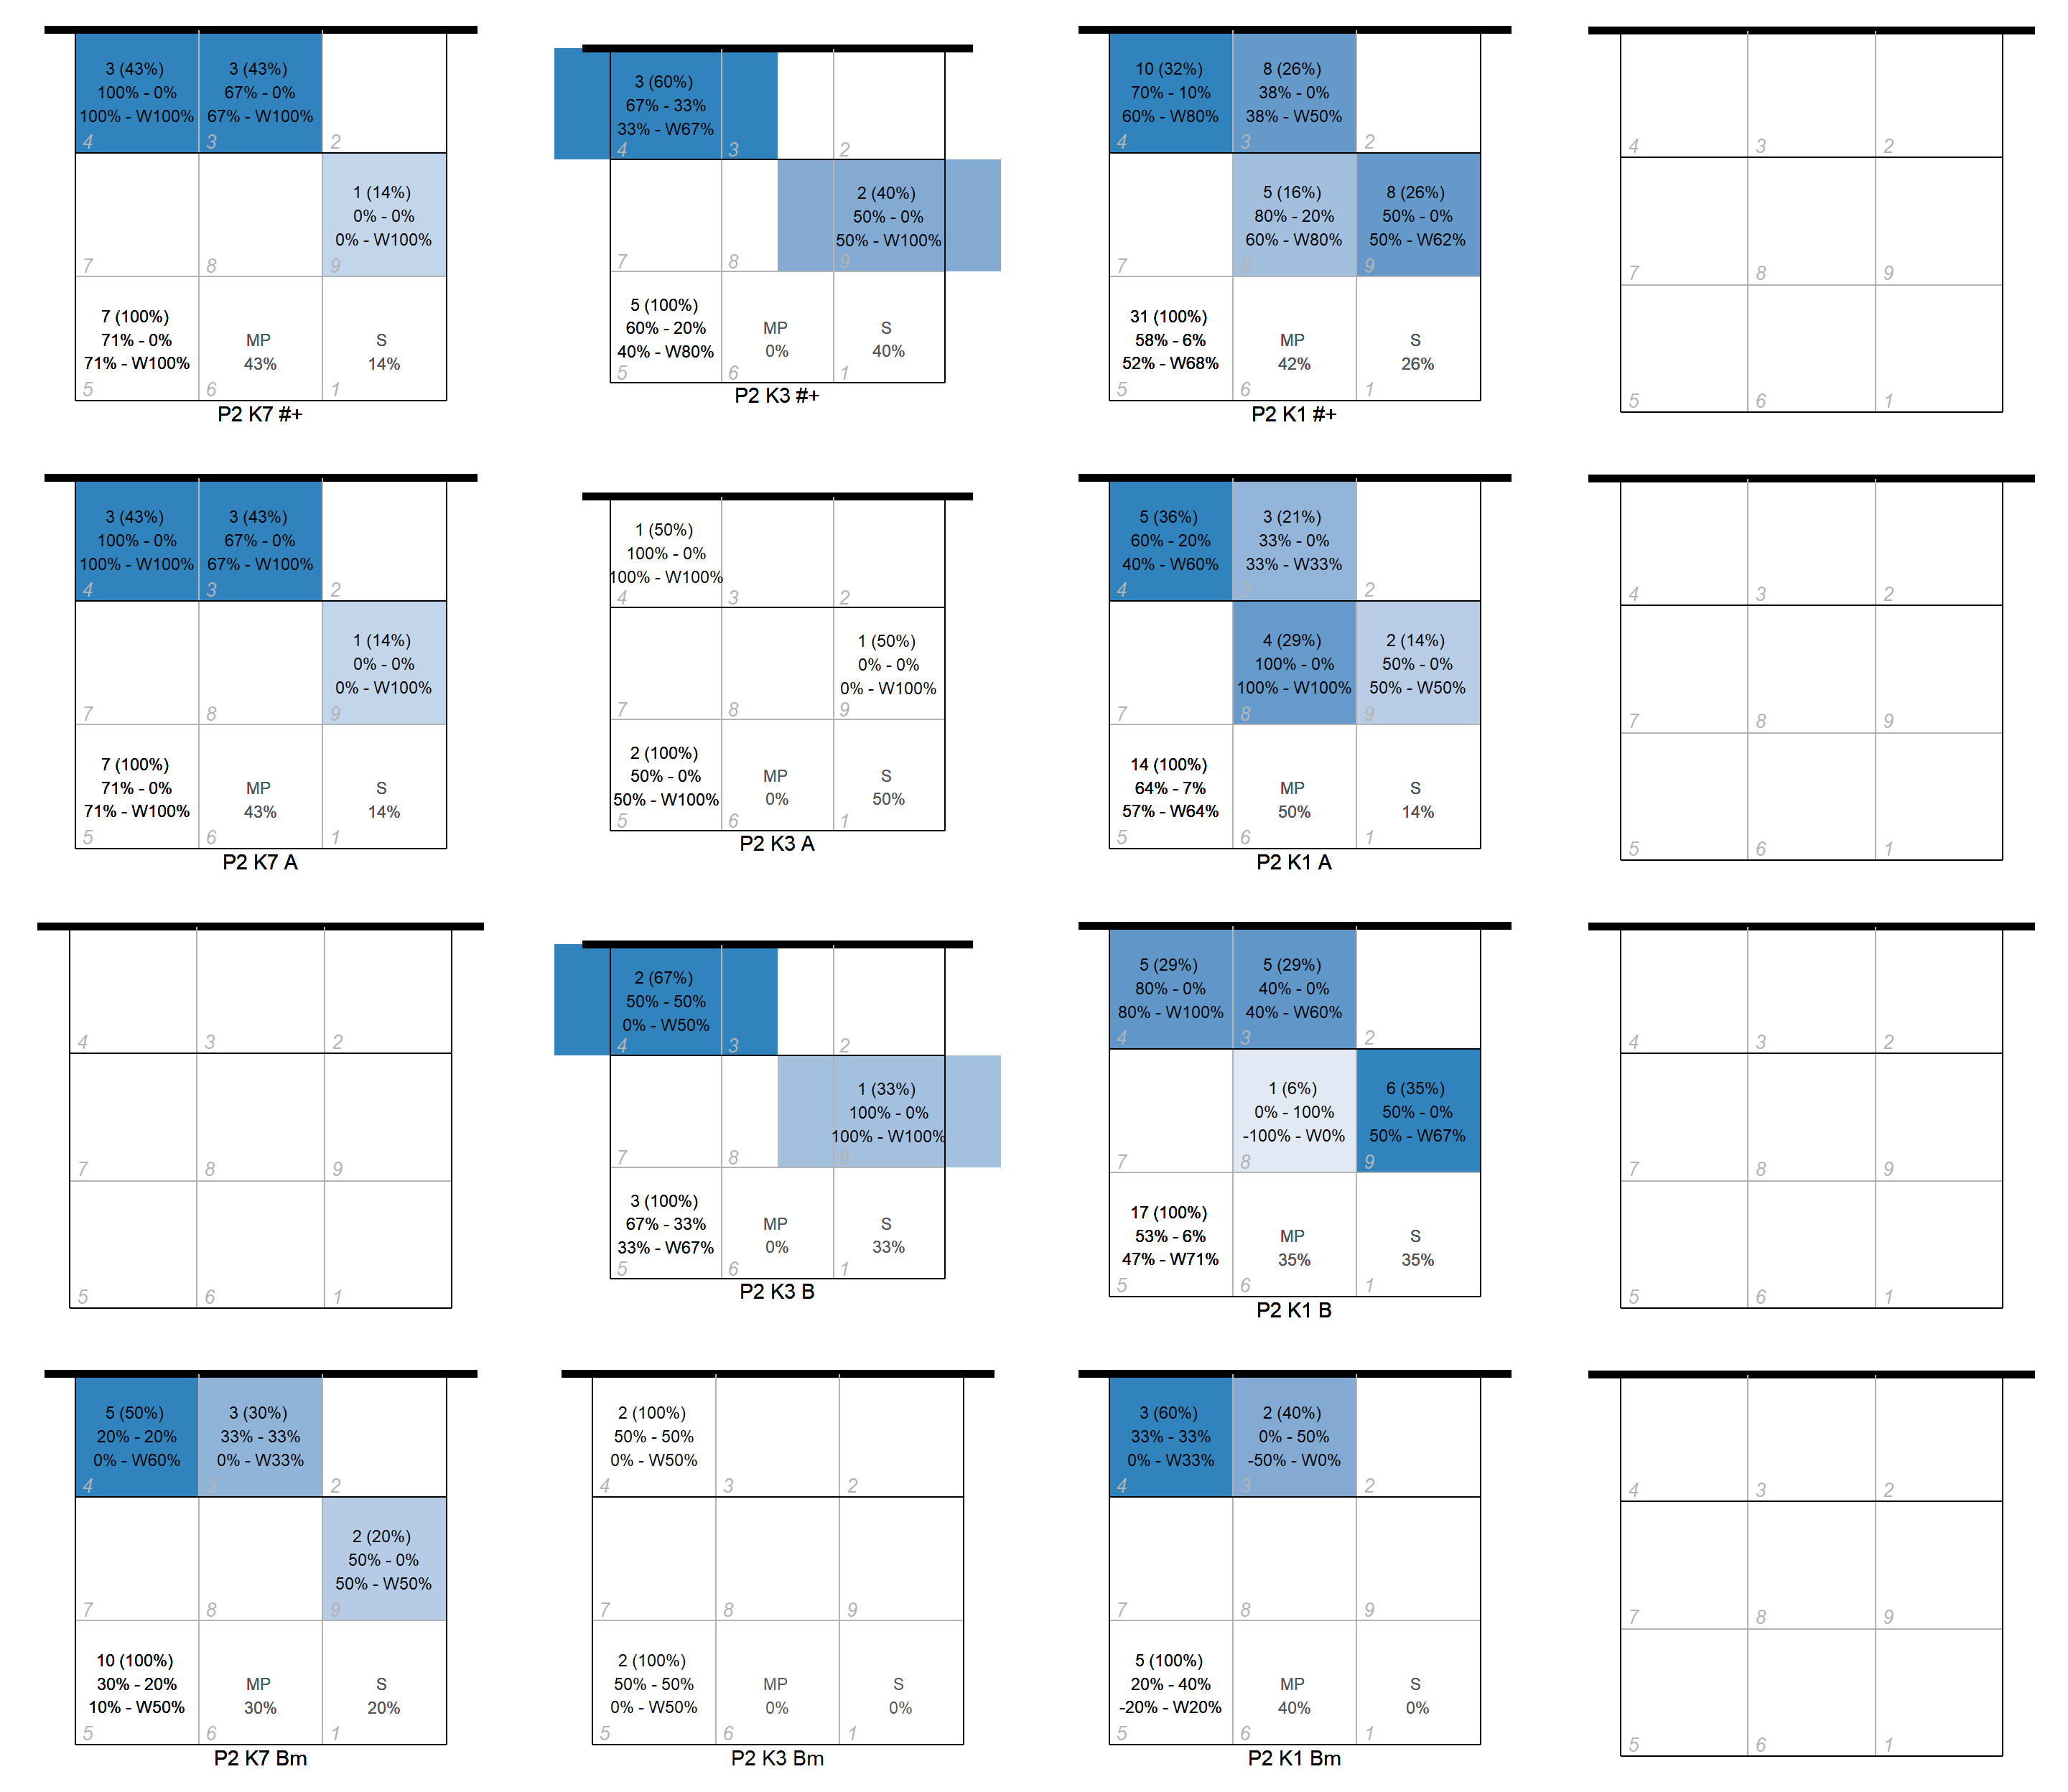 3 (43%)
100% - 0%
100% - W100%
4
3 (43%)
67% - 0%
67% - W100%
3
2
7
8
1 (14%)
0% - 0%
0% - W100%
9
7 (100%)
71% - 0%
71% - W100%
5
MP
43%
6
S
14%
1
P2 K7 #+
3 (60%)
67% - 33%
33% - W67%
4
3
2
7
8
2 (40%)
50% - 0%
50% - W100%
9
5 (100%)
60% - 20%
40% - W80%
5
MP
0%
6
S
40%
1
P2 K3 #+
10 (32%)
70% - 10%
60% - W80%
4
8 (26%)
38% - 0%
38% - W50%
3
2
7
5 (16%)
80% - 20%
60% - W80%
8
8 (26%)
50% - 0%
50% - W62%
9
31 (100%)
58% - 6%
52% - W68%
5
MP
42%
6
S
26%
1
P2 K1 #+
4
3
2
7
8
9
5
6
1
3 (43%)
100% - 0%
100% - W100%
4
3 (43%)
67% - 0%
67% - W100%
3
2
7
8
1 (14%)
0% - 0%
0% - W100%
9
7 (100%)
71% - 0%
71% - W100%
5
MP
43%
6
S
14%
1
P2 K7 A
1 (50%)
100% - 0%
100% - W100%
4
3
2
7
8
1 (50%)
0% - 0%
0% - W100%
9
2 (100%)
50% - 0%
50% - W100%
5
MP
0%
6
S
50%
1
P2 K3 A
5 (36%)
60% - 20%
40% - W60%
4
3 (21%)
33% - 0%
33% - W33%
3
2
7
4 (29%)
100% - 0%
100% - W100%
8
2 (14%)
50% - 0%
50% - W50%
9
14 (100%)
64% - 7%
57% - W64%
5
MP
50%
6
S
14%
1
P2 K1 A
4
3
2
7
8
9
5
6
1
4
3
2
7
8
9
5
6
1
2 (67%)
50% - 50%
0% - W50%
4
3
2
7
8
1 (33%)
100% - 0%
100% - W100%
9
3 (100%)
67% - 33%
33% - W67%
5
MP
0%
6
S
33%
1
P2 K3 B
5 (29%)
80% - 0%
80% - W100%
4
5 (29%)
40% - 0%
40% - W60%
3
2
7
1 (6%)
0% - 100%
-100% - W0%
8
6 (35%)
50% - 0%
50% - W67%
9
17 (100%)
53% - 6%
47% - W71%
5
MP
35%
6
S
35%
1
P2 K1 B
4
3
2
7
8
9
5
6
1
5 (50%)
20% - 20%
0% - W60%
4
3 (30%)
33% - 33%
0% - W33%
3
2
7
8
2 (20%)
50% - 0%
50% - W50%
9
10 (100%)
30% - 20%
10% - W50%
5
MP
30%
6
S
20%
1
P2 K7 Bm
2 (100%)
50% - 50%
0% - W50%
4
3
2
7
8
9
2 (100%)
50% - 50%
0% - W50%
5
MP
0%
6
S
0%
1
P2 K3 Bm
3 (60%)
33% - 33%
0% - W33%
4
2 (40%)
0% - 50%
-50% - W0%
3
2
7
8
9
5 (100%)
20% - 40%
-20% - W20%
5
MP
40%
6
S
0%
1
P2 K1 Bm
4
3
2
7
8
9
5
6
1